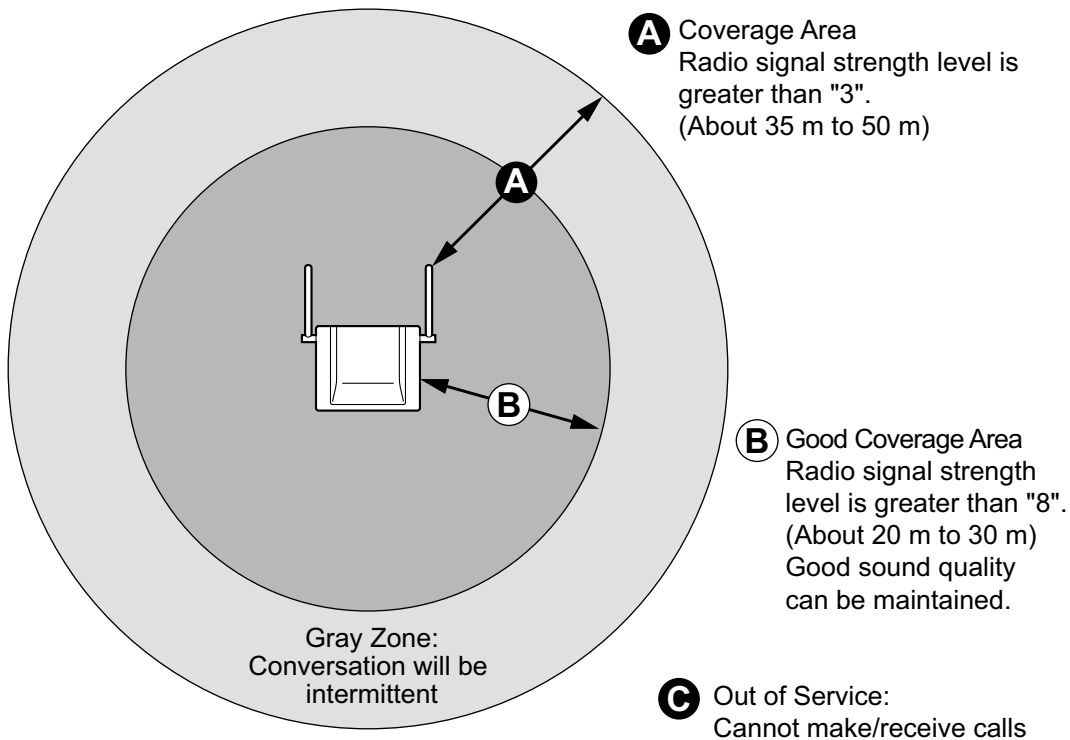 A Coverage Area
Radio signal strength level is
greater than "3".
(About 35 m to 50 m)
A
B
B Good Coverage Area
Radio signal strength
level is greater than "8".
(About 20 m to 30 m)
Good sound quality
can be maintained.
Gray Zone:
Conversation will be
intermittent
C Out of Service:
Cannot make/receive calls